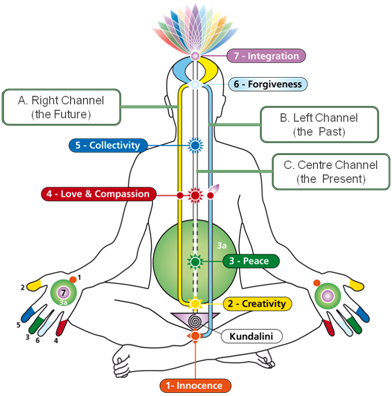 7 - Integration
6 - Forgiveness
A. Right Channel
(the Future)
B. Left Channel
(the Past)
5 - Collectivity
C. Centre Channel
(the Present)
4 - Love & Compassion
3a
3 - Peace
1
2
7
3a
2 - Creativity
5
3
6
4
Kundalini
1- Innocence